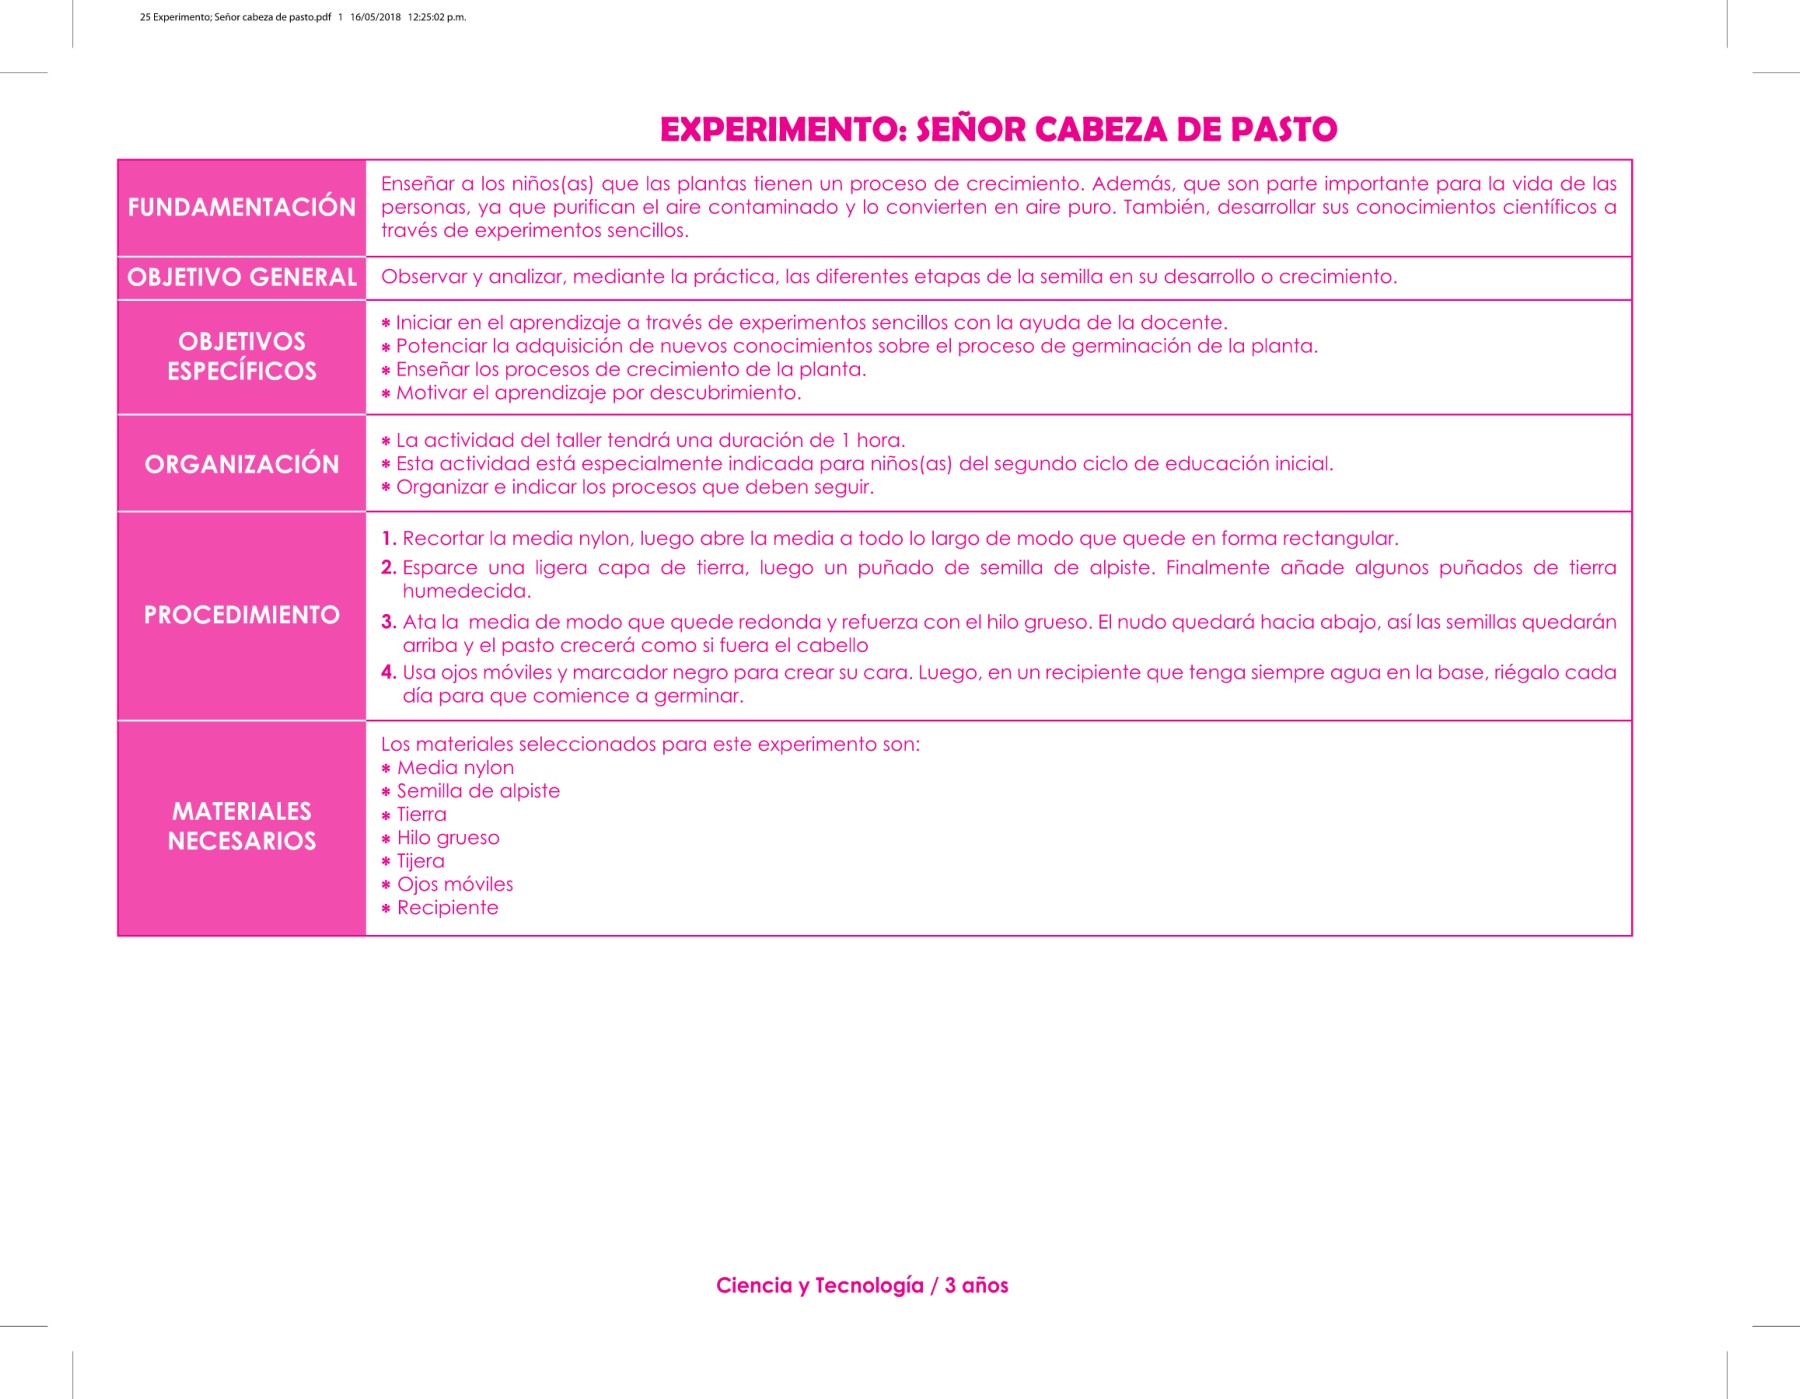 25 Experimento; Señor cabeza de pasto.pdf 1 16/05/2018 12:25:02 p.m.
EXPERIMENTO: SEÑOR CABEZA DE PASTO
FUNDAMENTACIÓN
Enseñar a los niños(as) que las plantas tienen un proceso de crecimiento. Además, que son parte importante para la vida de las
personas, ya que purifican el aire contaminado y lo convierten en aire puro. También, desarrollar sus conocimientos científicos a
través de experimentos sencillos.
OBJETIVO GENERAL
Observar y analizar, mediante la práctica, las diferentes etapas de la semilla en su desarrollo o crecimiento.
OBJETIVOS
ESPECÍFICOS
* Iniciar en el aprendizaje a través de experimentos sencillos con la ayuda de la docente.
* Potenciar la adquisición de nuevos conocimientos sobre el proceso de germinación de la planta.
* Enseñar los procesos de crecimiento de la planta.
* Motivar el aprendizaje por descubrimiento.
ORGANIZACIÓN
* La actividad del taller tendrá una duración de 1 hora.
* Esta actividad está especialmente indicada para niños(as) del segundo ciclo de educación inicial.
* Organizar e indicar los procesos que deben seguir.
PROCEDIMIENTO
1. Recortar la media nylon, luego abre la media a todo lo largo de modo que quede en forma rectangular.
2. Esparce una ligera capa de tierra, luego un puñado de semilla de alpiste. Finalmente añade algunos puñados de tierra
humedecida.
3. Ata la media de modo que quede redonda y refuerza con el hilo grueso. El nudo quedará hacia abajo, así las semillas quedarán
arriba y el pasto crecerá como si fuera el cabello
4. Usa ojos móviles y marcador negro para crear su cara. Luego, en un recipiente que tenga siempre agua en la base, riégalo cada
día para que comience a germinar.
MATERIALES
NECESARIOS
Los materiales seleccionados para este experimento son:
* Media nylon
* Semilla de alpiste
* Tierra
* Hilo grueso
* Tijera
* Ojos móviles
* Recipiente
Ciencia y Tecnología / 3 años